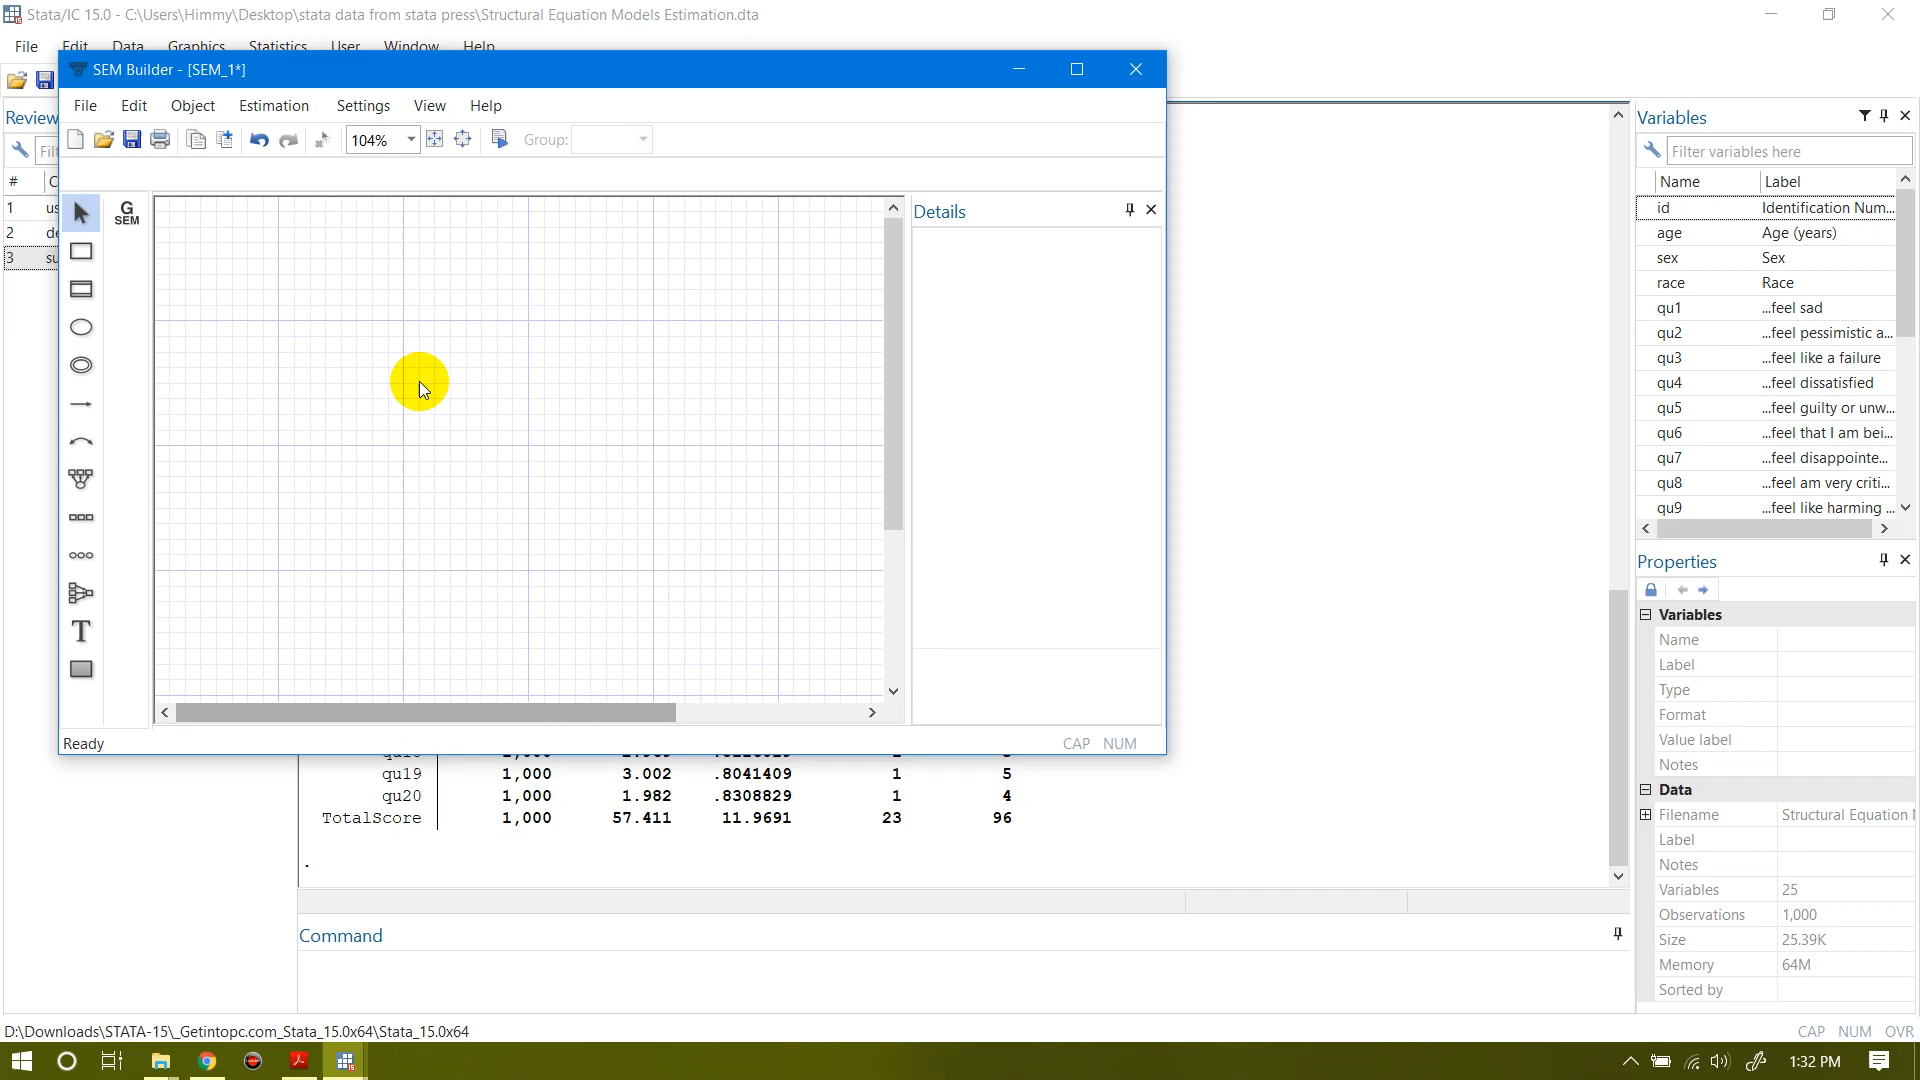 Stata/IC 15.0 - C:\Users\Himmy\Desktop\stata data from stata press\Structural Equation Models Estimation.dta
File Edit Data Graphics Statistics User Window Help
SEM Builder - [SEM_1*]
File Edit Object Estimation Settings View Help
104% Group:
Review
#
1 us
2 de
3 su
G
SEM
T
Details
Ready
CAP NUM
qu19 1,000 3.002 .8041409 1 5
qu20 1,000 1.982 .8308829 1 4
TotalScore 1,000 57.411 11.9691 23 96
.
Command
Variables
Filter variables here
Name Label
id Identification Num...
age Age (years)
sex Sex
race Race
qu1 ...feel sad
qu2 ...feel pessimistic a...
qu3 ...feel like a failure
qu4 ...feel dissatisfied
qu5 ...feel guilty or unw...
qu6 ...feel that I am bei...
qu7 ...feel disappointe...
qu8 ...feel am very criti...
qu9 ...feel like harming ...
Properties
Variables
Name
Label
Type
Format
Value label
Notes
Data
Filename Structural Equation
Label
Notes
Variables 25
Observations 1,000
Size 25.39K
Memory 64M
Sorted by
D:\Downloads\STATA-15\_Getintopc.com_Stata_15.0x64\Stata_15.0x64
CAP NUM OVR
1:32 PM